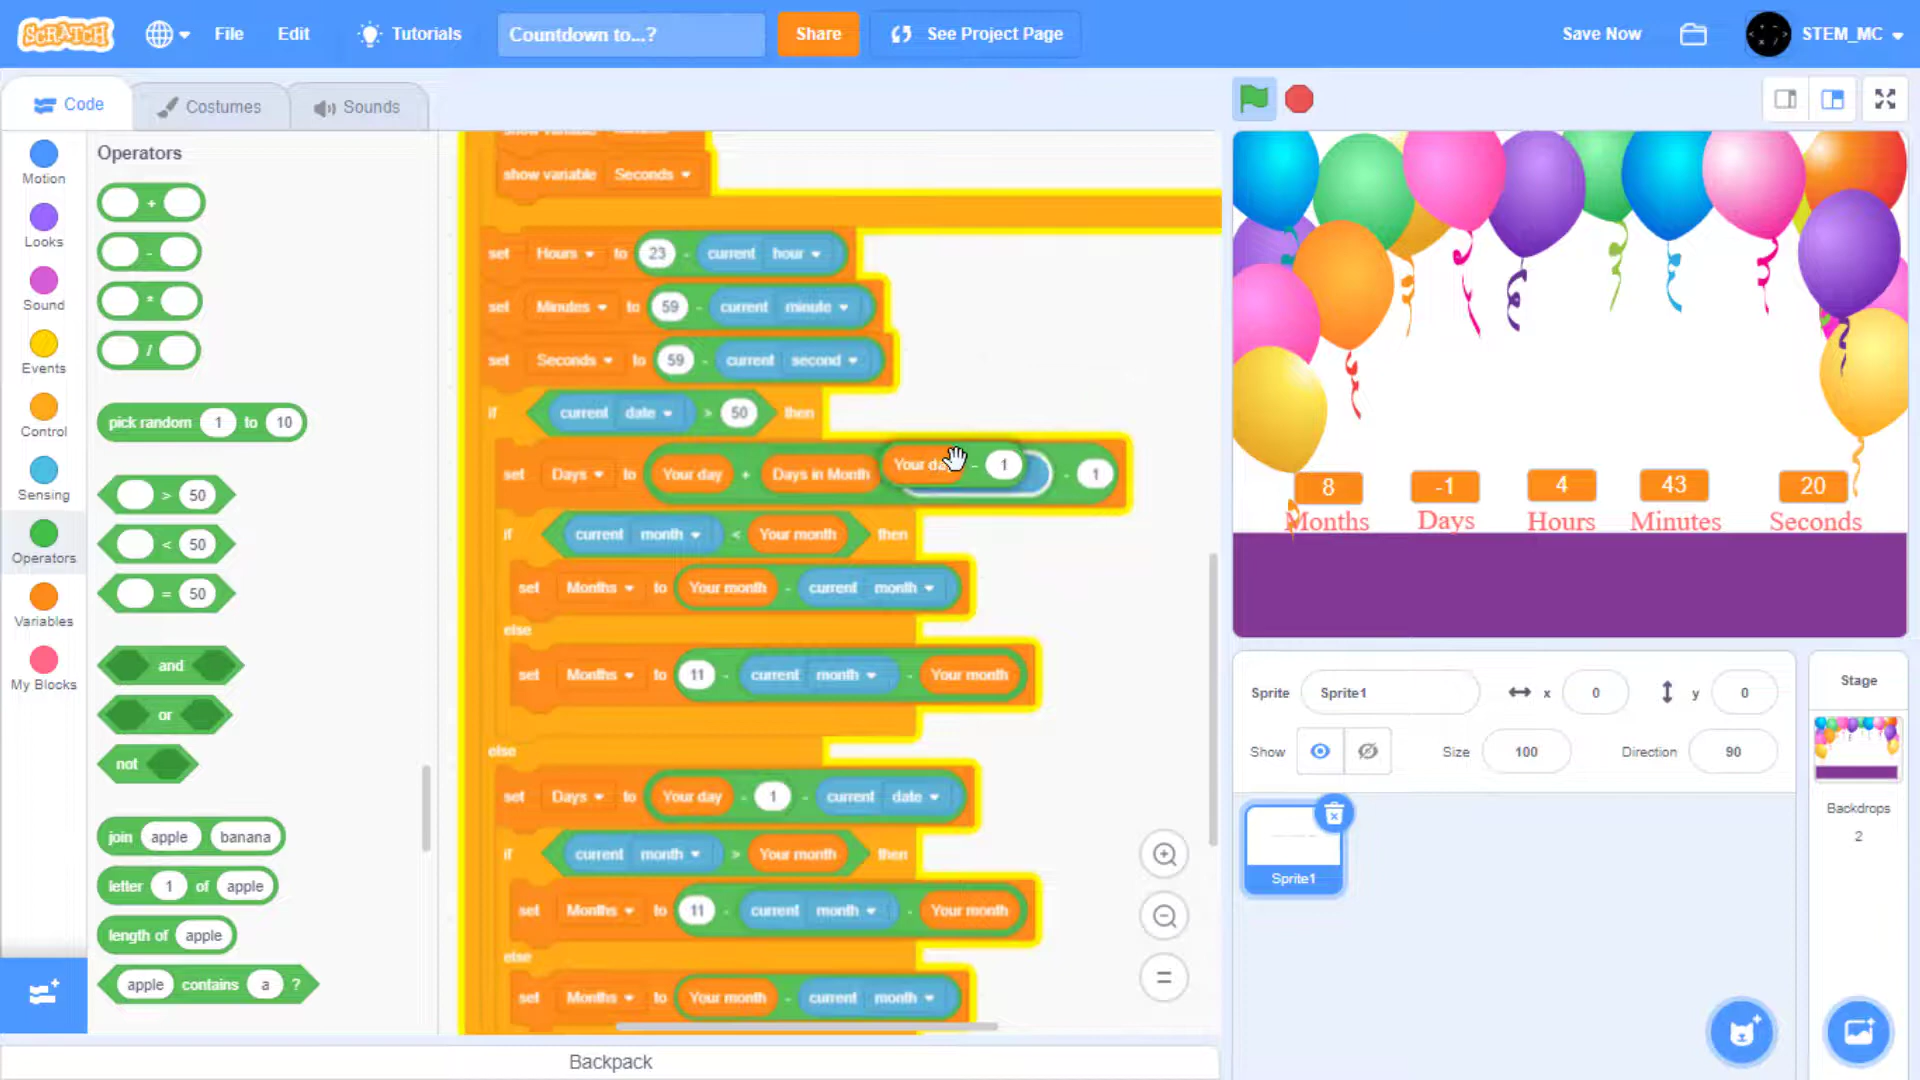 SCRATCH
File
Edit
Tutorials
Countdown to...?
Share
See Project Page
Save Now
STEM_MC
Code
Costumes
Sounds
Motion
Looks
Sound
Events
Control
Sensing
Operators
Variables
My Blocks
Operators
+
-
*
/
pick random 1 to 10
> 50
< 50
= 50
and
or
not
join apple banana
letter 1 of apple
length of apple
apple contains a ?
show variable
show variable Seconds
set Hours to 23 - current hour
set Minutes to 59 - current minute
set Seconds to 59 - current second
if current date > 50 then
set Days to Your day + Days in Month - 1
Your day - 1
if current month < Your month then
set Months to Your month - current month
else
set Months to 11 - current month - Your month
else
set Days to Your day - 1 - current date
if current month > Your month then
set Months to 11 - current month - Your month
else
set Months to Your month - current month
Backpack
8 -1 4 43 20
Months Days Hours Minutes Seconds
Sprite Sprite1 x 0 y 0
Show Size 100 Direction 90
Sprite1
Stage
Backdrops
2